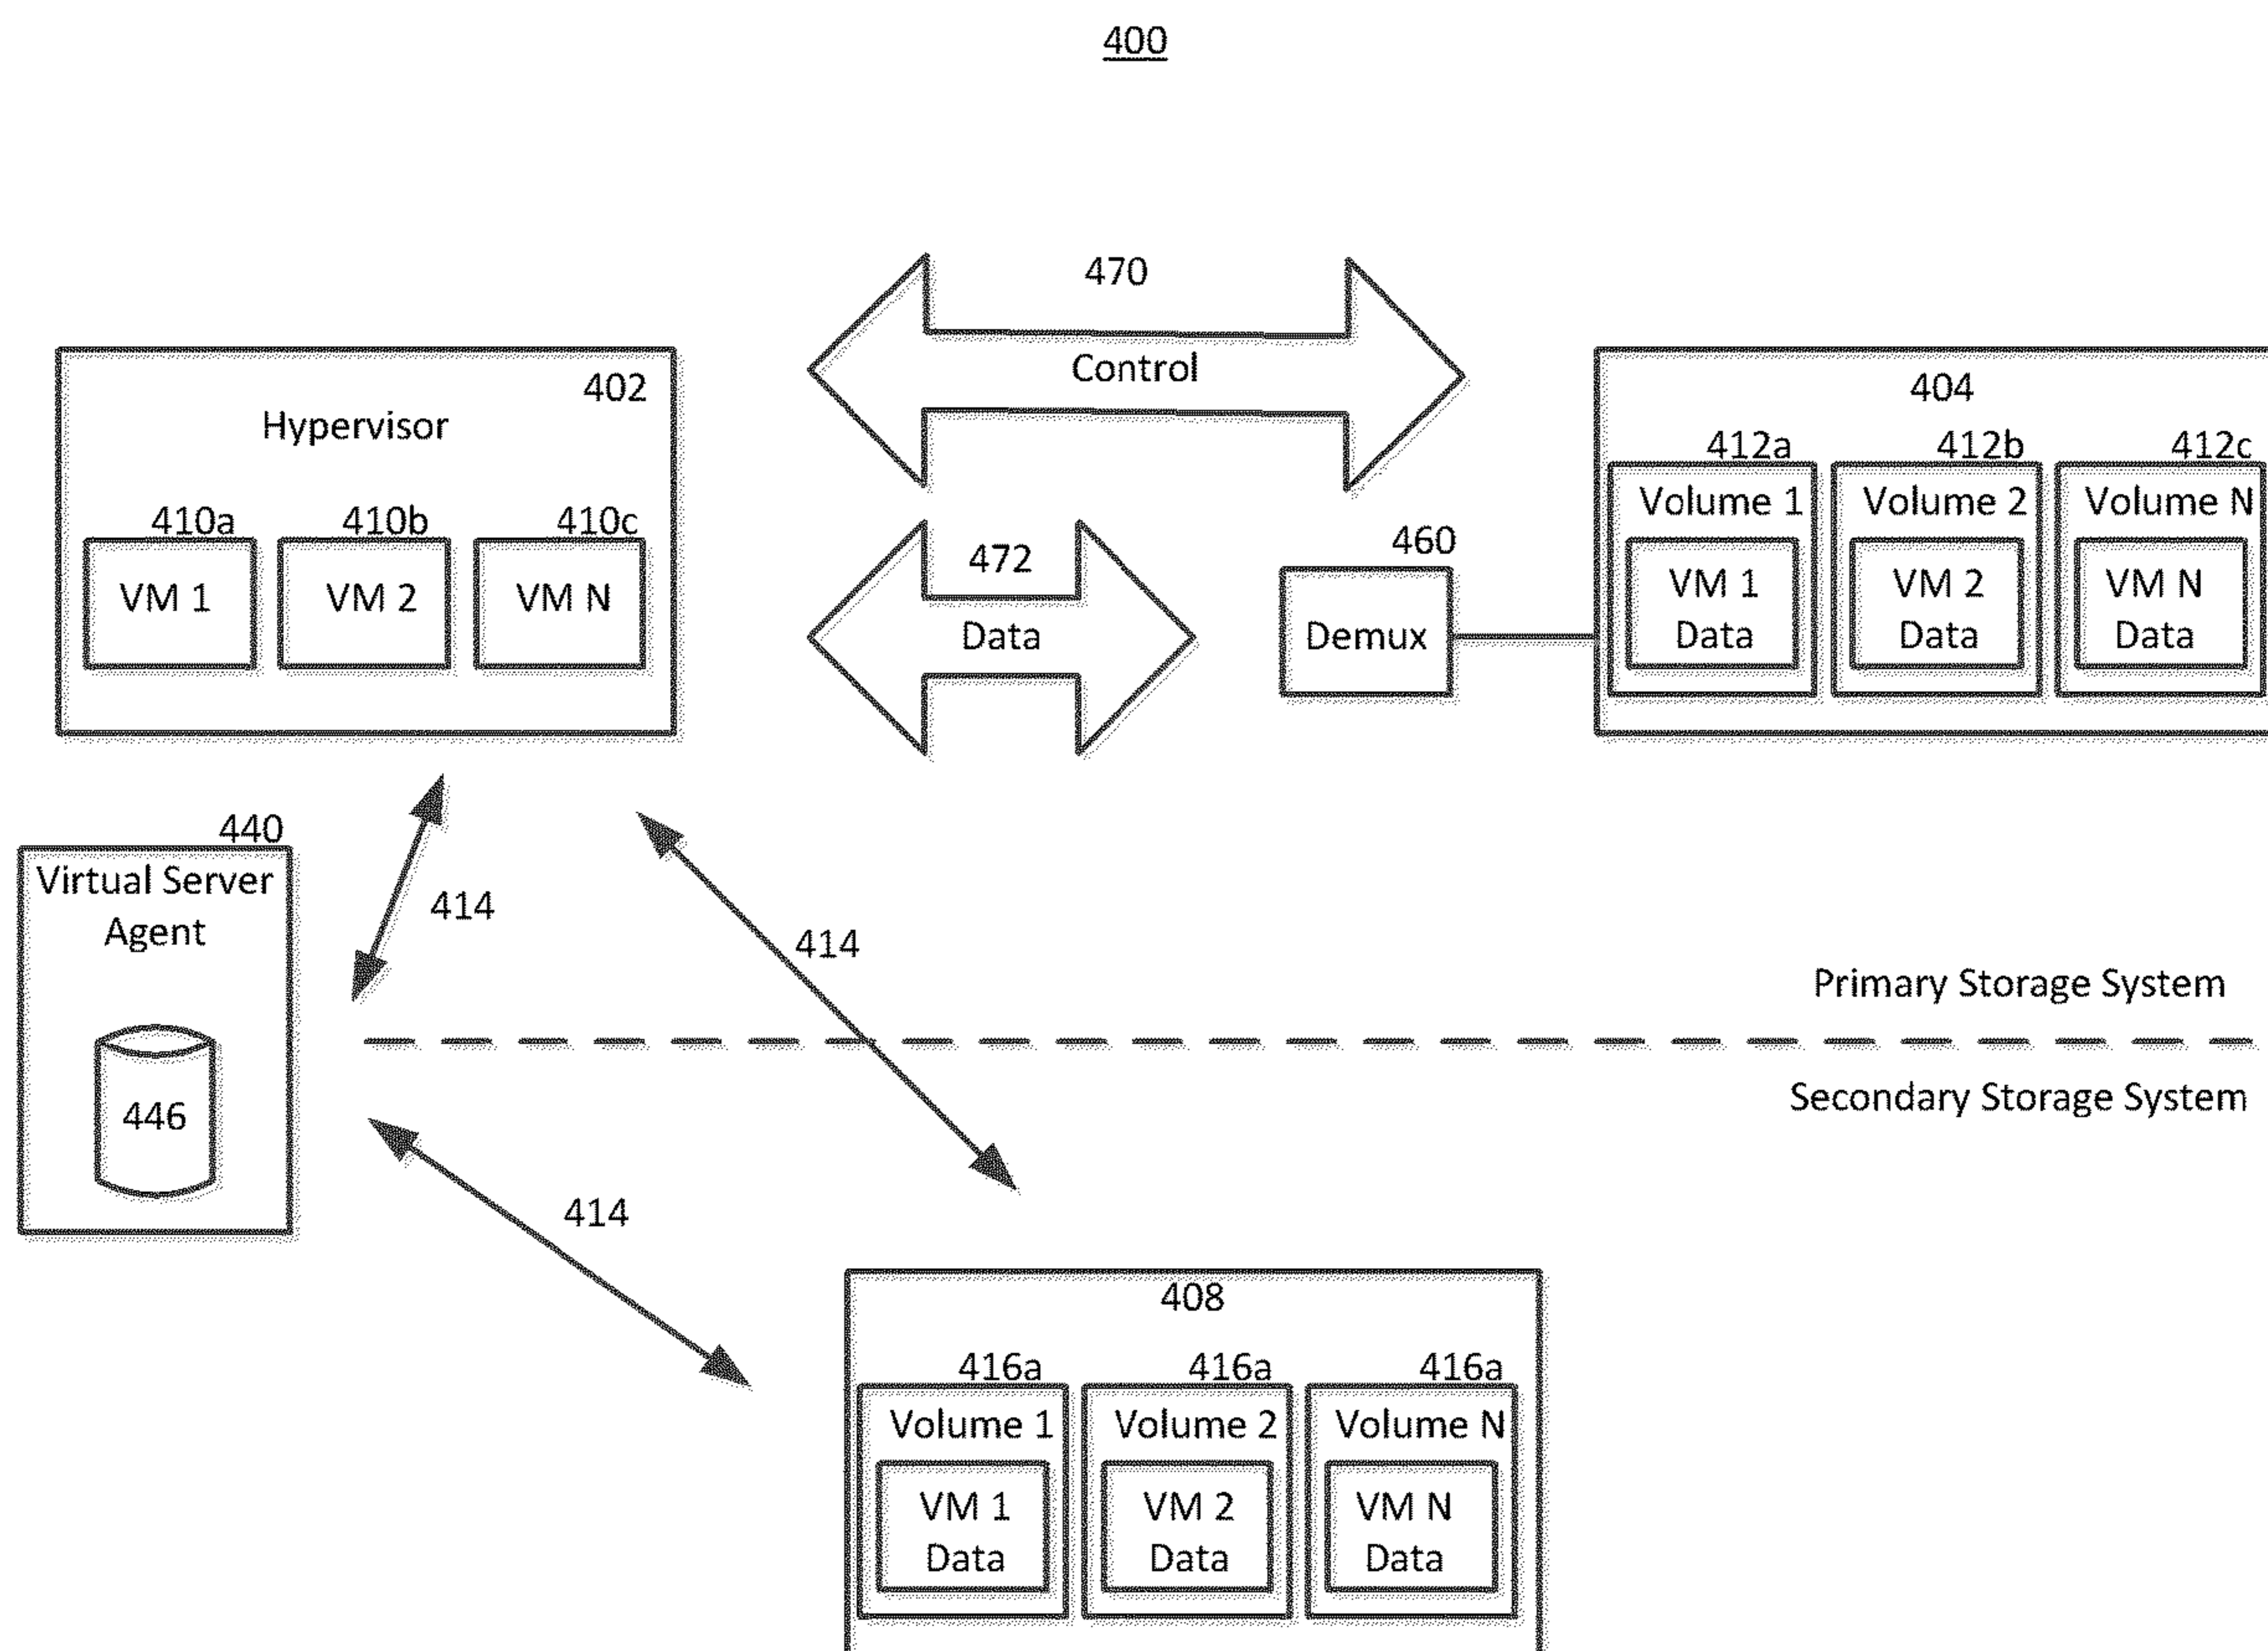 400
470
Control
402
Hypervisor
410a 410b 410c
VM 1 VM 2 VM N
472
Data
460
Demux
404
412a 412b 412c
Volume 1 Volume 2 Volume N
VM 1 VM 2 VM N
Data Data Data
440
Virtual Server
Agent
446
414
414
414
Primary Storage System
Secondary Storage System
408
416a 416a 416a
Volume 1 Volume 2 Volume N
VM 1 VM 2 VM N
Data Data Data